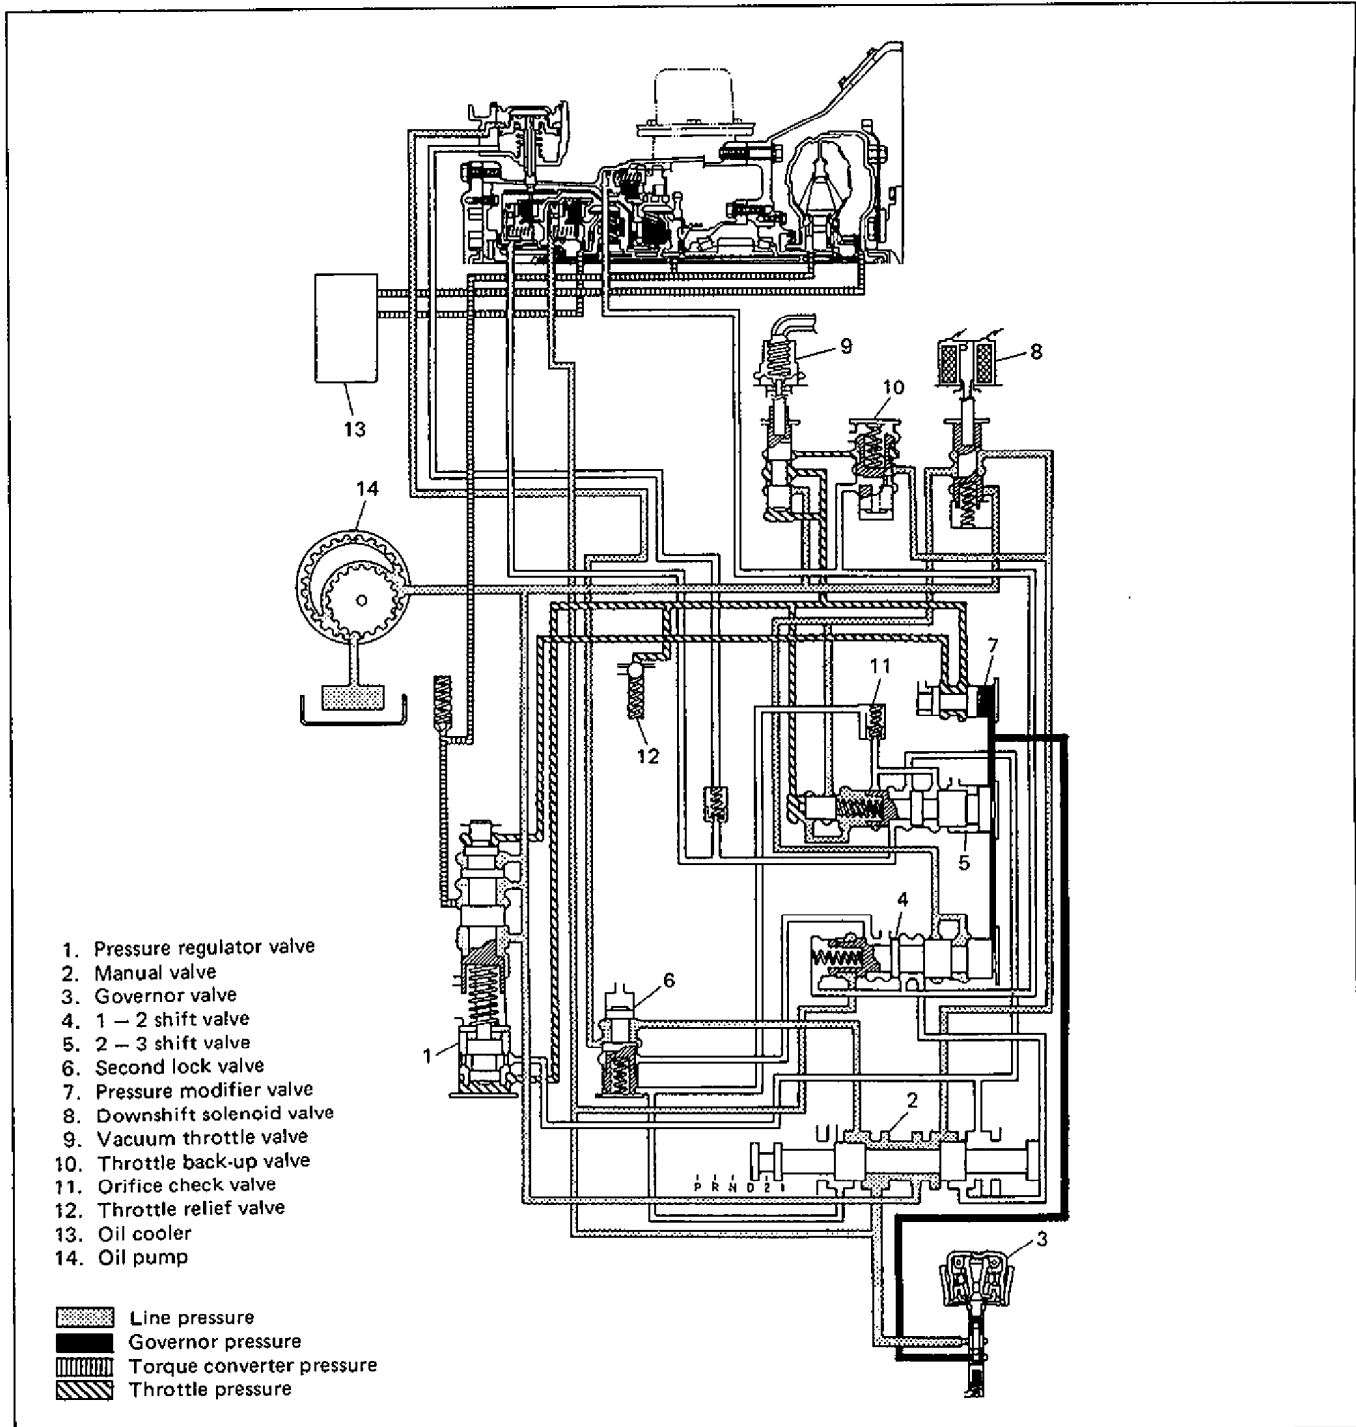 9
8
10
13
14
7
11
12
5
4
6
1
2
P R N D 2 1
3
1. Pressure regulator valve
2. Manual valve
3. Governor valve
4. 1 – 2 shift valve
5. 2 – 3 shift valve
6. Second lock valve
7. Pressure modifier valve
8. Downshift solenoid valve
9. Vacuum throttle valve
10. Throttle back-up valve
11. Orifice check valve
12. Throttle relief valve
13. Oil cooler
14. Oil pump
Line pressure
Governor pressure
Torque converter pressure
Throttle pressure